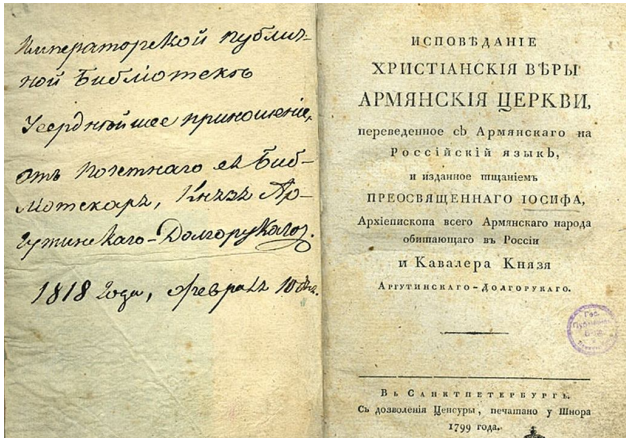 Императорской публич-
ной Библіотекѣ
Усерднѣйшее приношеніе,
отъ Почетнаго ея Биб-
ліотекаря, Князя Ар-
гутинскаго-Долгорукаго.
1818 года, февраля 10 дня.
ИСПОВѢДАНІЕ
ХРИСТІАНСКІЯ ВѢРЫ
АРМЯНСКІЯ ЦЕРКВИ,
переведенное съ Армянскаго на
Россійскій языкъ,
и изданное тщаніемъ
ПРЕОСВЯЩЕННАГО ІОСИФА,
Архіепископа всего Армянскаго народа
обитающаго въ Россіи
и Кавалера Князя
Аргутинскаго-Долгорукаго.
Гос.
Въ Санктпетербургѣ.
Съ дозволенія Цензуры, печатано у Шнора
1799 года.